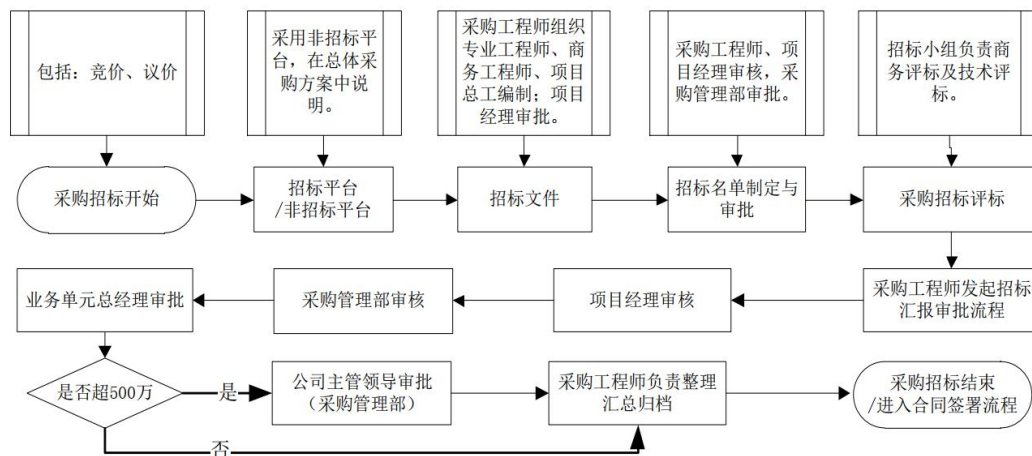 包括：竞价、议价
采用非招标平
台，在总体采
购方案中说
明。
采购工程师组织
专业工程师、商
务工程师、项目
总工编制；项目
经理审批。
采购工程师、项
目经理审核，采
购管理部审批。
招标小组负责商
务评标及技术评
标。
采购招标开始
招标平台
/非招标平台
招标文件
招标名单制定与
审批
采购招标评标
业务单元总经理审批
采购管理部审核
项目经理审核
采购工程师发起招标
汇报审批流程
是否超500万
是
公司主管领导审批
（采购管理部）
采购工程师负责整理
汇总归档
采购招标结束
/进入合同签署流程
否